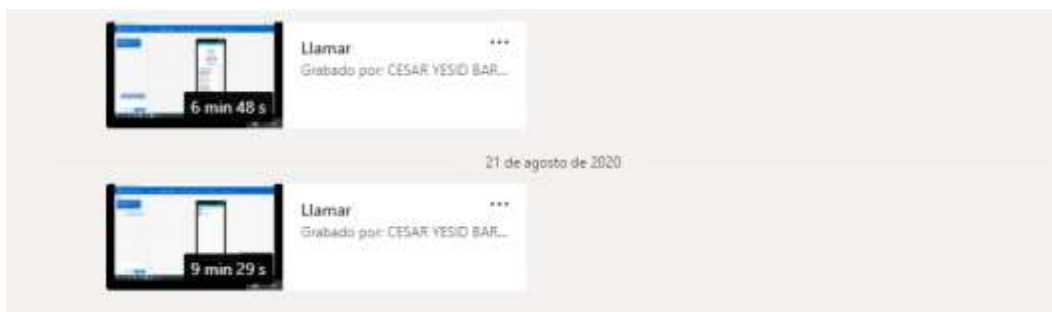 Llamar
...
Grabado por: CESAR YESID BAR...
6 min 48 s
21 de agosto de 2020
Llamar
...
Grabado por: CESAR YESID BAR...
9 min 29 s